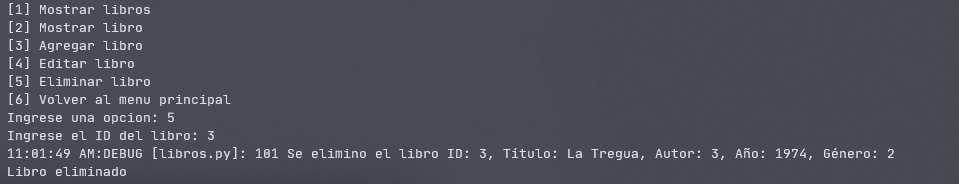 [1] Mostrar libros
[2] Mostrar libro
[3] Agregar libro
[4] Editar libro
[5] Eliminar libro
[6] Volver al menu principal
Ingrese una opcion: 5
Ingrese el ID del libro: 3
11:01:49 AM:DEBUG [libros.py]: 101 Se elimino el libro ID: 3, Título: La Tregua, Autor: 3, Año: 1974, Género: 2
Libro eliminado